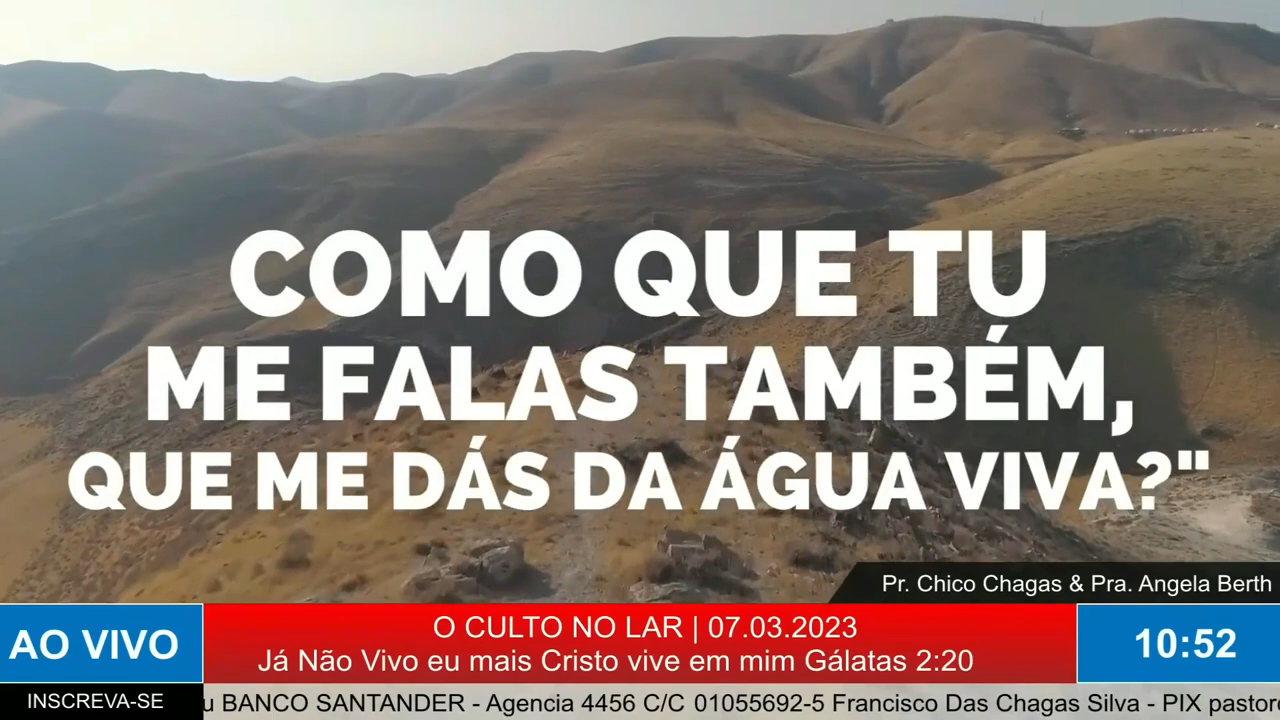 COMO QUE TU
ME FALAS TAMBÉM,
QUE ME DÁS DA ÁGUA VIVA?"
Pr. Chico Chagas & Pra. Angela Berth
AO VIVO
O CULTO NO LAR | 07.03.2023
Já Não Vivo eu mais Cristo vive em mim Gálatas 2:20
10:52
INSCREVA-SE
BANCO SANTANDER - Agencia 4456 C/C 01055692-5 Francisco Das Chagas Silva - PIX pastor